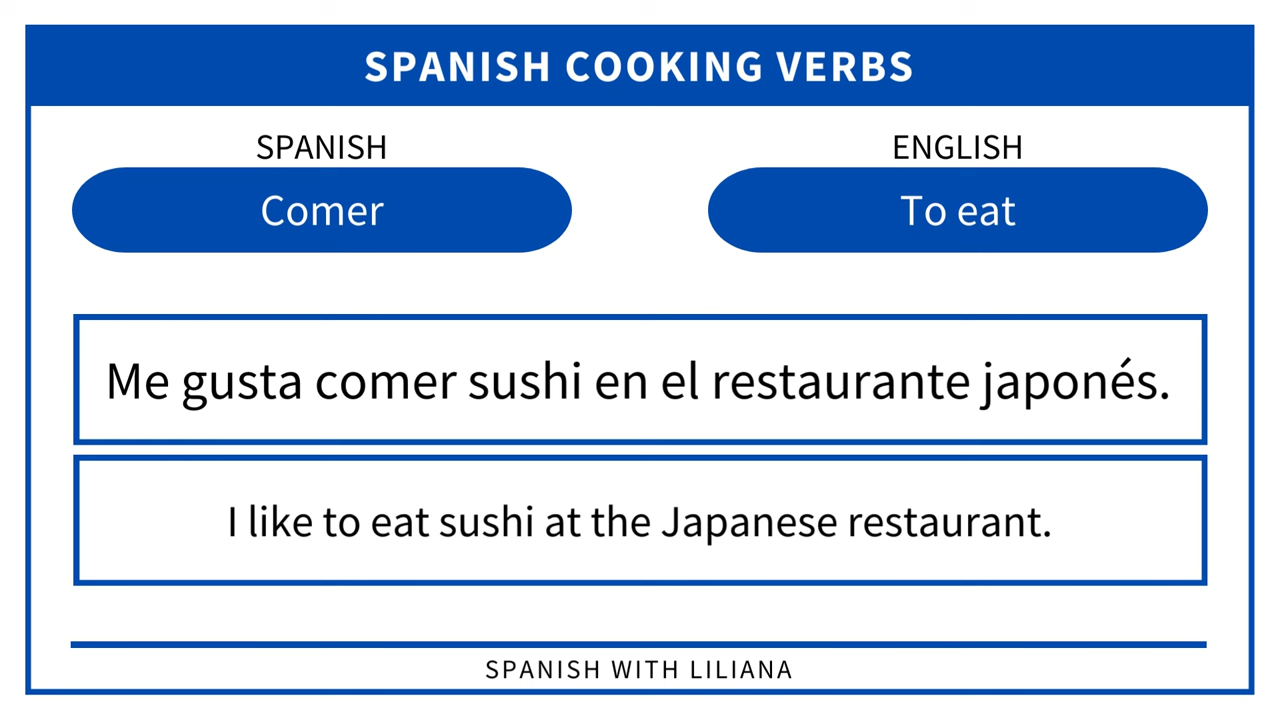 SPANISH COOKING VERBS
SPANISH
ENGLISH
Comer
To eat
Me gusta comer sushi en el restaurante japonés.
I like to eat sushi at the Japanese restaurant.
SPANISH WITH LILIANA